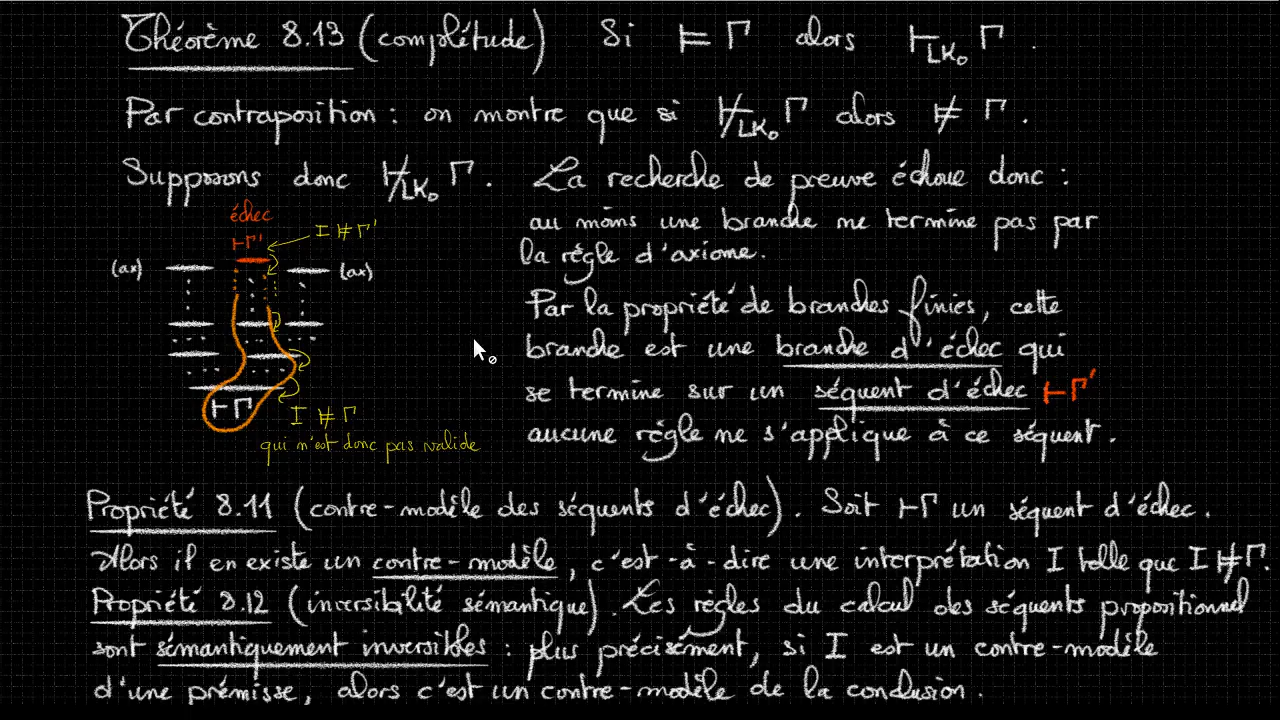 Théorème 8.13 (complétude) Si ⊨ Γ alors ⊢LK₀ Γ.
Par contraposition : on montre que si ⊬LK₀ Γ alors ⊭ Γ.
Supposons donc ⊬LK₀ Γ. La recherche de preuve échoue donc :
au moins une branche ne termine pas par
la règle d'axiome.
Par la propriété de branches finies, cette
branche est une branche d'échec qui
se termine sur un séquent d'échec ⊢Γ'
aucune règle ne s'applique à ce séquent.
échec
⊢Γ'
I ⊭ Γ'
(ax)
(ax)
⊢Γ
I ⊭ Γ
qui n'est donc pas valide
Propriété 8.11 (contre-modèle des séquents d'échec). Soit ⊢Γ un séquent d'échec.
Alors il en existe un contre-modèle, c'est-à-dire une interprétation I telle que I ⊭ Γ.
Propriété 8.12 (inversibilité sémantique). Les règles du calcul des séquents propositionnel
sont sémantiquement inversibles : plus précisément, si I est un contre-modèle
d'une prémisse, alors c'est un contre-modèle de la conclusion.